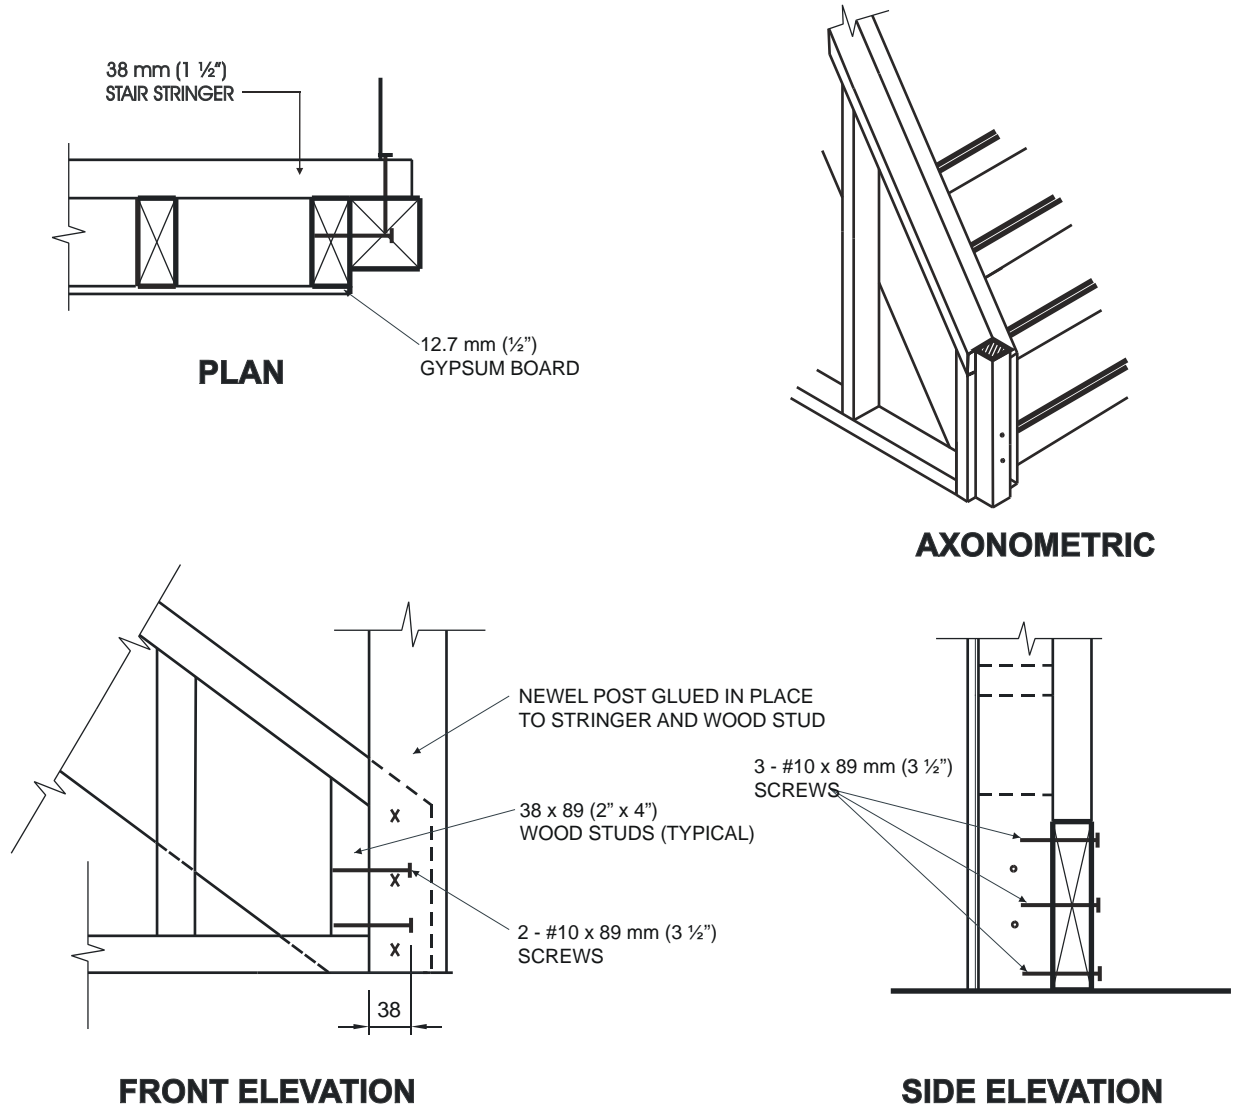 38 mm (1 ½”)
STAIR STRINGER
12.7 mm (½”)
GYPSUM BOARD
PLAN
AXONOMETRIC
NEWEL POST GLUED IN PLACE
TO STRINGER AND WOOD STUD
38 x 89 (2” x 4”)
WOOD STUDS (TYPICAL)
2 - #10 x 89 mm (3 ½”)
SCREWS
38
FRONT ELEVATION
3 - #10 x 89 mm (3 ½”)
SCREWS
SIDE ELEVATION